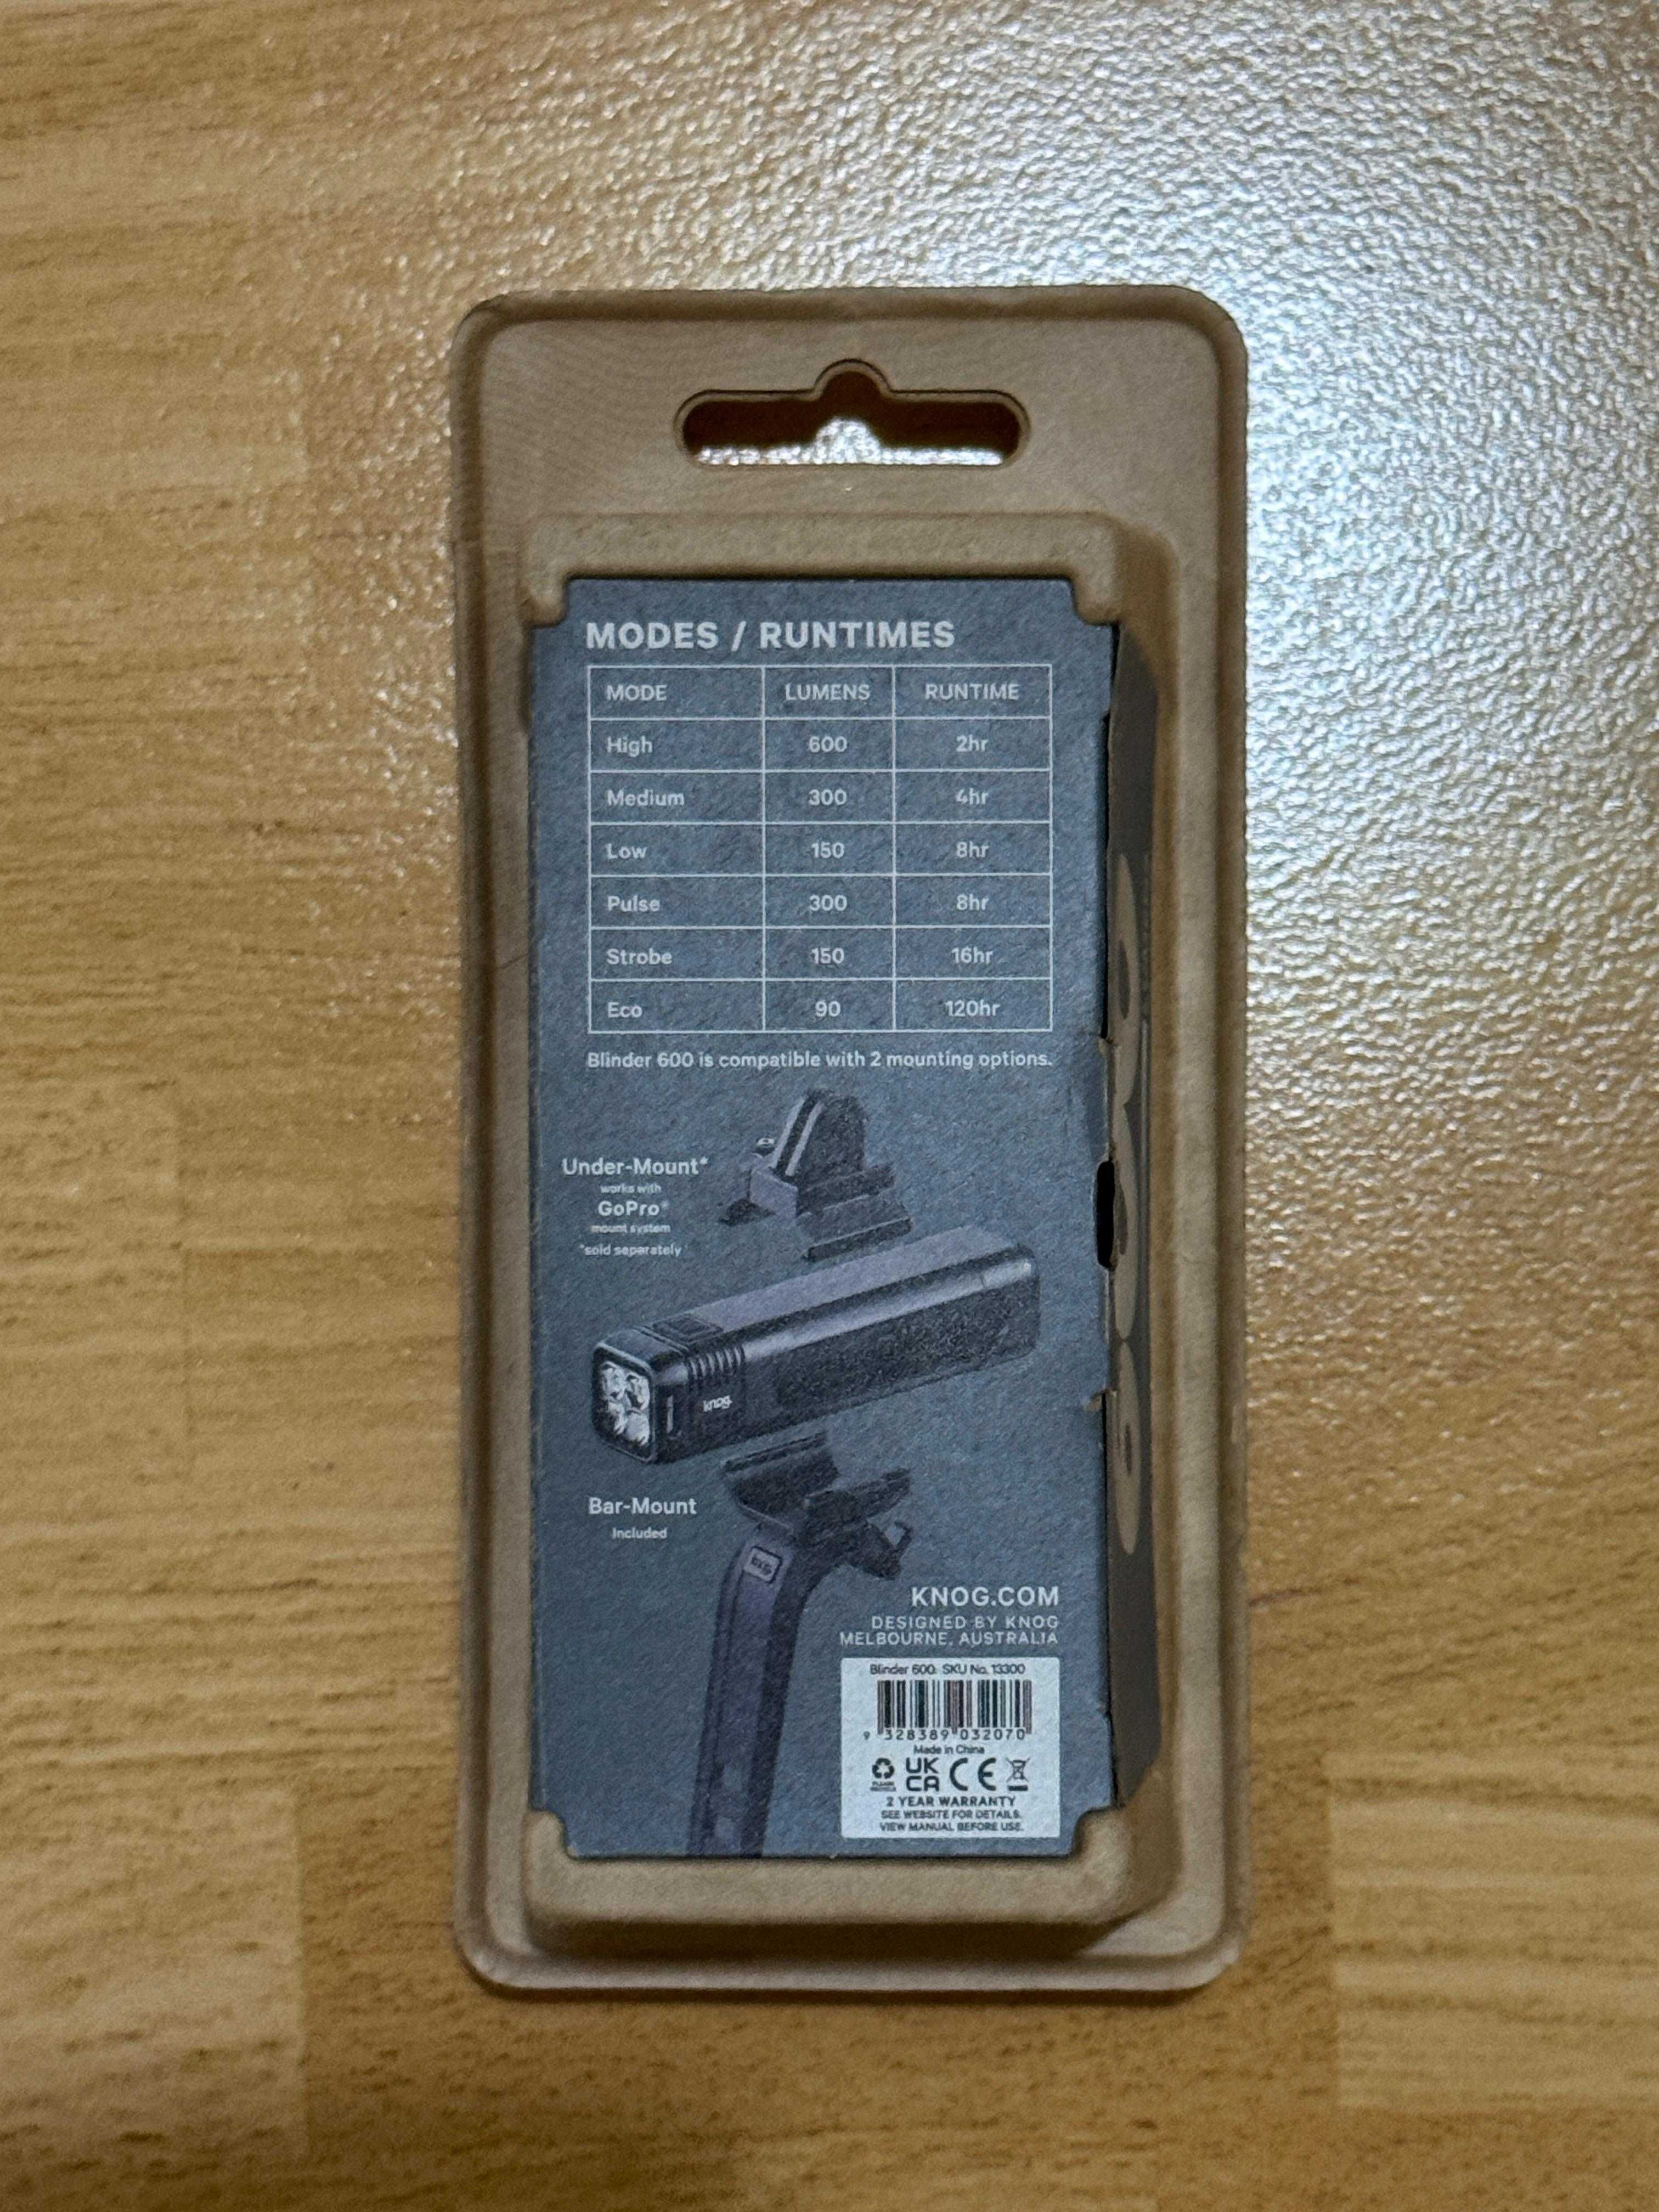 MODES / RUNTIMES
MODE LUMENS RUNTIME
High 600 2hr
Medium 300 4hr
Low 150 8hr
Pulse 300 8hr
Strobe 150 16hr
Eco 90 120hr
Blinder 600 is compatible with 2 mounting options.
Under-Mount*
works with
GoPro®
mount system
*sold separately
knog.
Bar-Mount
Included
KNOG.COM
DESIGNED BY KNOG
MELBOURNE, AUSTRALIA
Blinder 600: SKU No. 13300
9 328389 032070
Made in China
PLEASE
RECYCLE
UK
CA CE
2 YEAR WARRANTY
SEE WEBSITE FOR DETAILS.
VIEW MANUAL BEFORE USE.